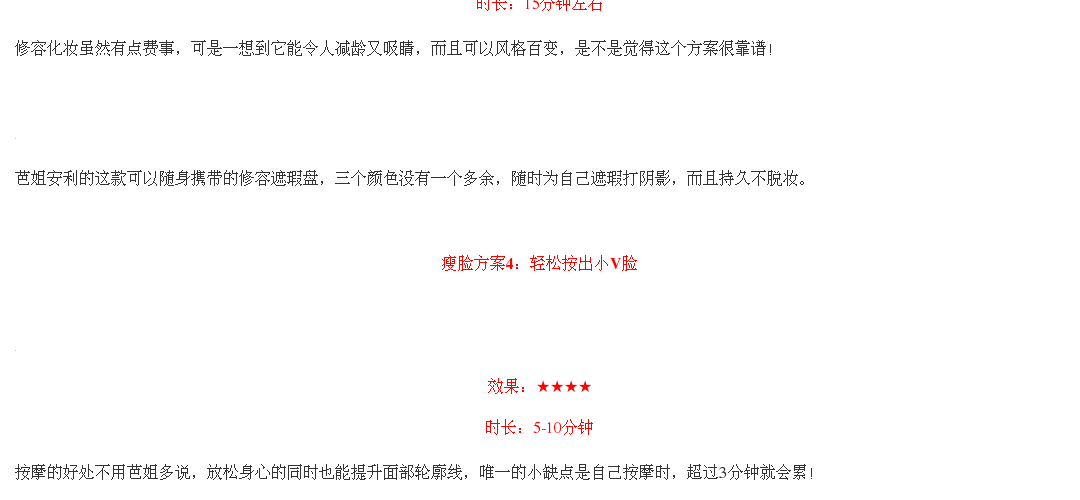 时长：15分钟左右
修容化妆虽然有点费事，可是一想到它能令人减龄又吸睛，而且可以风格百变，是不是觉得这个方案很靠谱！
芭姐安利的这款可以随身携带的修容遮瑕盘，三个颜色没有一个多余，随时为自己遮瑕打阴影，而且持久不脱妆。
瘦脸方案4：轻松按出小V脸
效果：★★★★
时长：5-10分钟
按摩的好处不用芭姐多说，放松身心的同时也能提升面部轮廓线，唯一的小缺点是自己按摩时，超过3分钟就会累！